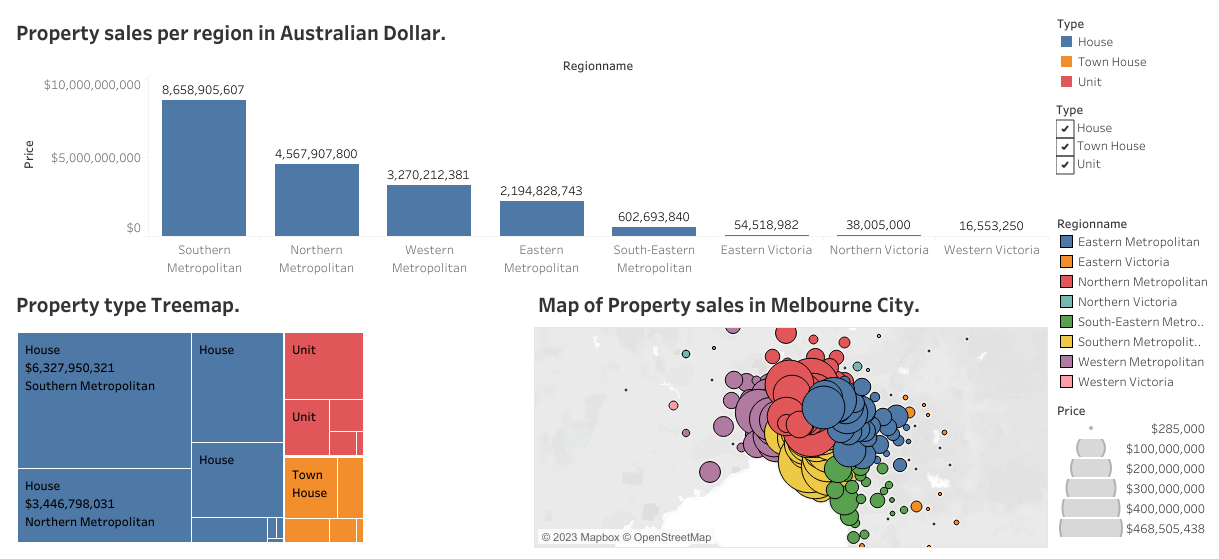 Property sales per region in Australian Dollar.
Regionname
Price
$10,000,000,000
$5,000,000,000
$0
8,658,905,607
4,567,907,800
3,270,212,381
2,194,828,743
602,693,840
54,518,982
38,005,000
16,553,250
Southern
Metropolitan
Northern
Metropolitan
Western
Metropolitan
Eastern
Metropolitan
South-Eastern
Metropolitan
Eastern Victoria
Northern Victoria
Western Victoria
Type
House
Town House
Unit
Type
House
Town House
Unit
Regionname
Eastern Metropolitan
Eastern Victoria
Northern Metropolitan
Northern Victoria
South-Eastern Metro..
Southern Metropolit..
Western Metropolitan
Western Victoria
Price
$285,000
$100,000,000
$200,000,000
$300,000,000
$400,000,000
$468,505,438
Property type Treemap.
House
$6,327,950,321
Southern Metropolitan
House
$3,446,798,031
Northern Metropolitan
House
House
Unit
Unit
Town
House
Map of Property sales in Melbourne City.
© 2023 Mapbox © OpenStreetMap